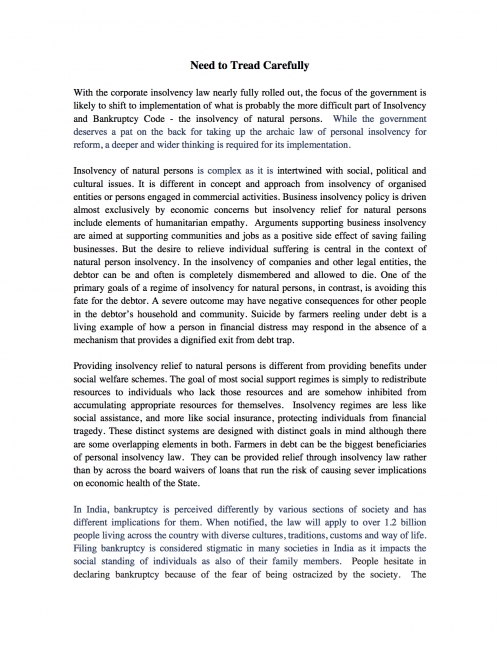 Need to Tread Carefully
With the corporate insolvency law nearly fully rolled out, the focus of the government is
likely to shift to implementation of what is probably the more difficult part of Insolvency
and Bankruptcy Code - the insolvency of natural persons. While the government
deserves a pat on the back for taking up the archaic law of personal insolvency for
reform, a deeper and wider thinking is required for its implementation.
Insolvency of natural persons is complex as it is intertwined with social, political and
cultural issues. It is different in concept and approach from insolvency of organised
entities or persons engaged in commercial activities. Business insolvency policy is driven
almost exclusively by economic concerns but insolvency relief for natural persons
include elements of humanitarian empathy. Arguments supporting business insolvency
are aimed at supporting communities and jobs as a positive side effect of saving failing
businesses. But the desire to relieve individual suffering is central in the context of
natural person insolvency. In the insolvency of companies and other legal entities, the
debtor can be and often is completely dismembered and allowed to die. One of the
primary goals of a regime of insolvency for natural persons, in contrast, is avoiding this
fate for the debtor. A severe outcome may have negative consequences for other people
in the debtor's household and community. Suicide by farmers reeling under debt is a
living example of how a person in financial distress may respond in the absence of a
mechanism that provides a dignified exit from debt trap.
Providing insolvency relief to natural persons is different from providing benefits under
social welfare schemes. The goal of most social support regimes is simply to redistribute
resources to individuals who lack those resources and are somehow inhibited from
accumulating appropriate resources for themselves. Insolvency regimes are less like
social assistance, and more like social insurance, protecting individuals from financial
tragedy. These distinct systems are designed with distinct goals in mind although there
are some overlapping elements in both. Farmers in debt can be the biggest beneficiaries
of personal insolvency law. They can be provided relief through insolvency law rather
than by across the board waivers of loans that run the risk of causing sever implications
on economic health of the State.
In India, bankruptcy is perceived differently by various sections of society and has
different implications for them. When notified, the law will apply to over 1.2 billion
people living across the country with diverse cultures, traditions, customs and way of life.
Filing bankruptcy is considered stigmatic in many societies in India as it impacts the
social standing of individuals as also of their family members. People hesitate in
declaring bankruptcy because of the fear of being ostracized by the society. The